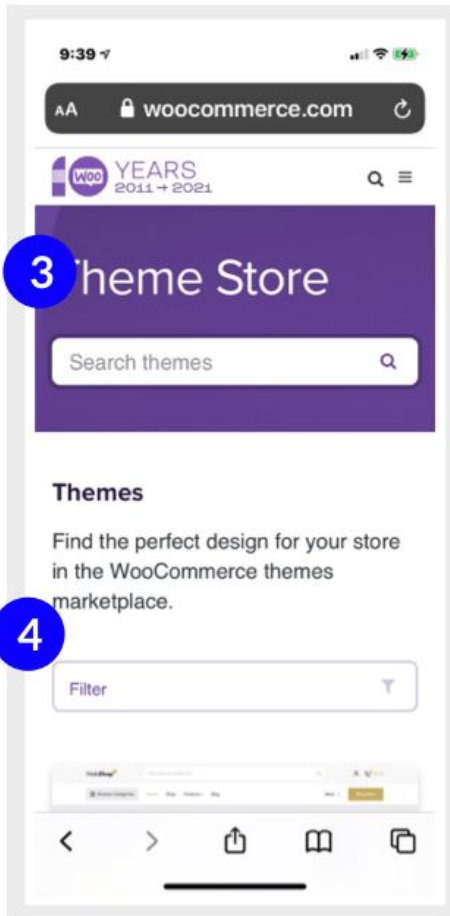 9:39
AA woocommerce.com
Woo YEARS
2011→2021
3 Theme Store
Search themes
Themes
Find the perfect design for your store
in the WooCommerce themes
marketplace.
4
Filter